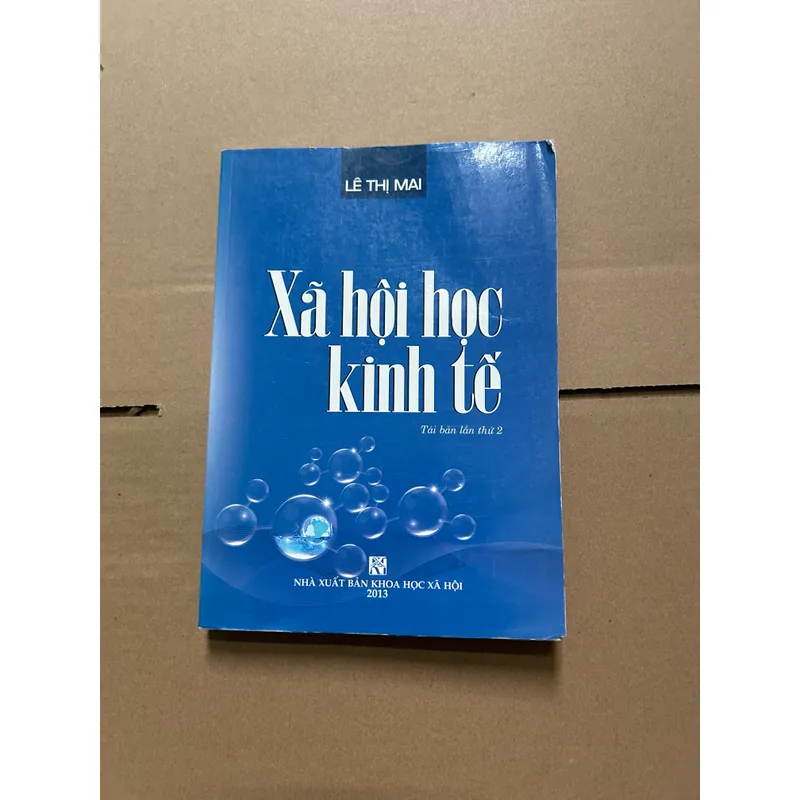 LÊ THỊ MAI
Xã hội học
kinh tế
Tái bản lần thứ 2
NHÀ XUẤT BẢN KHOA HỌC XÃ HỘI
2013